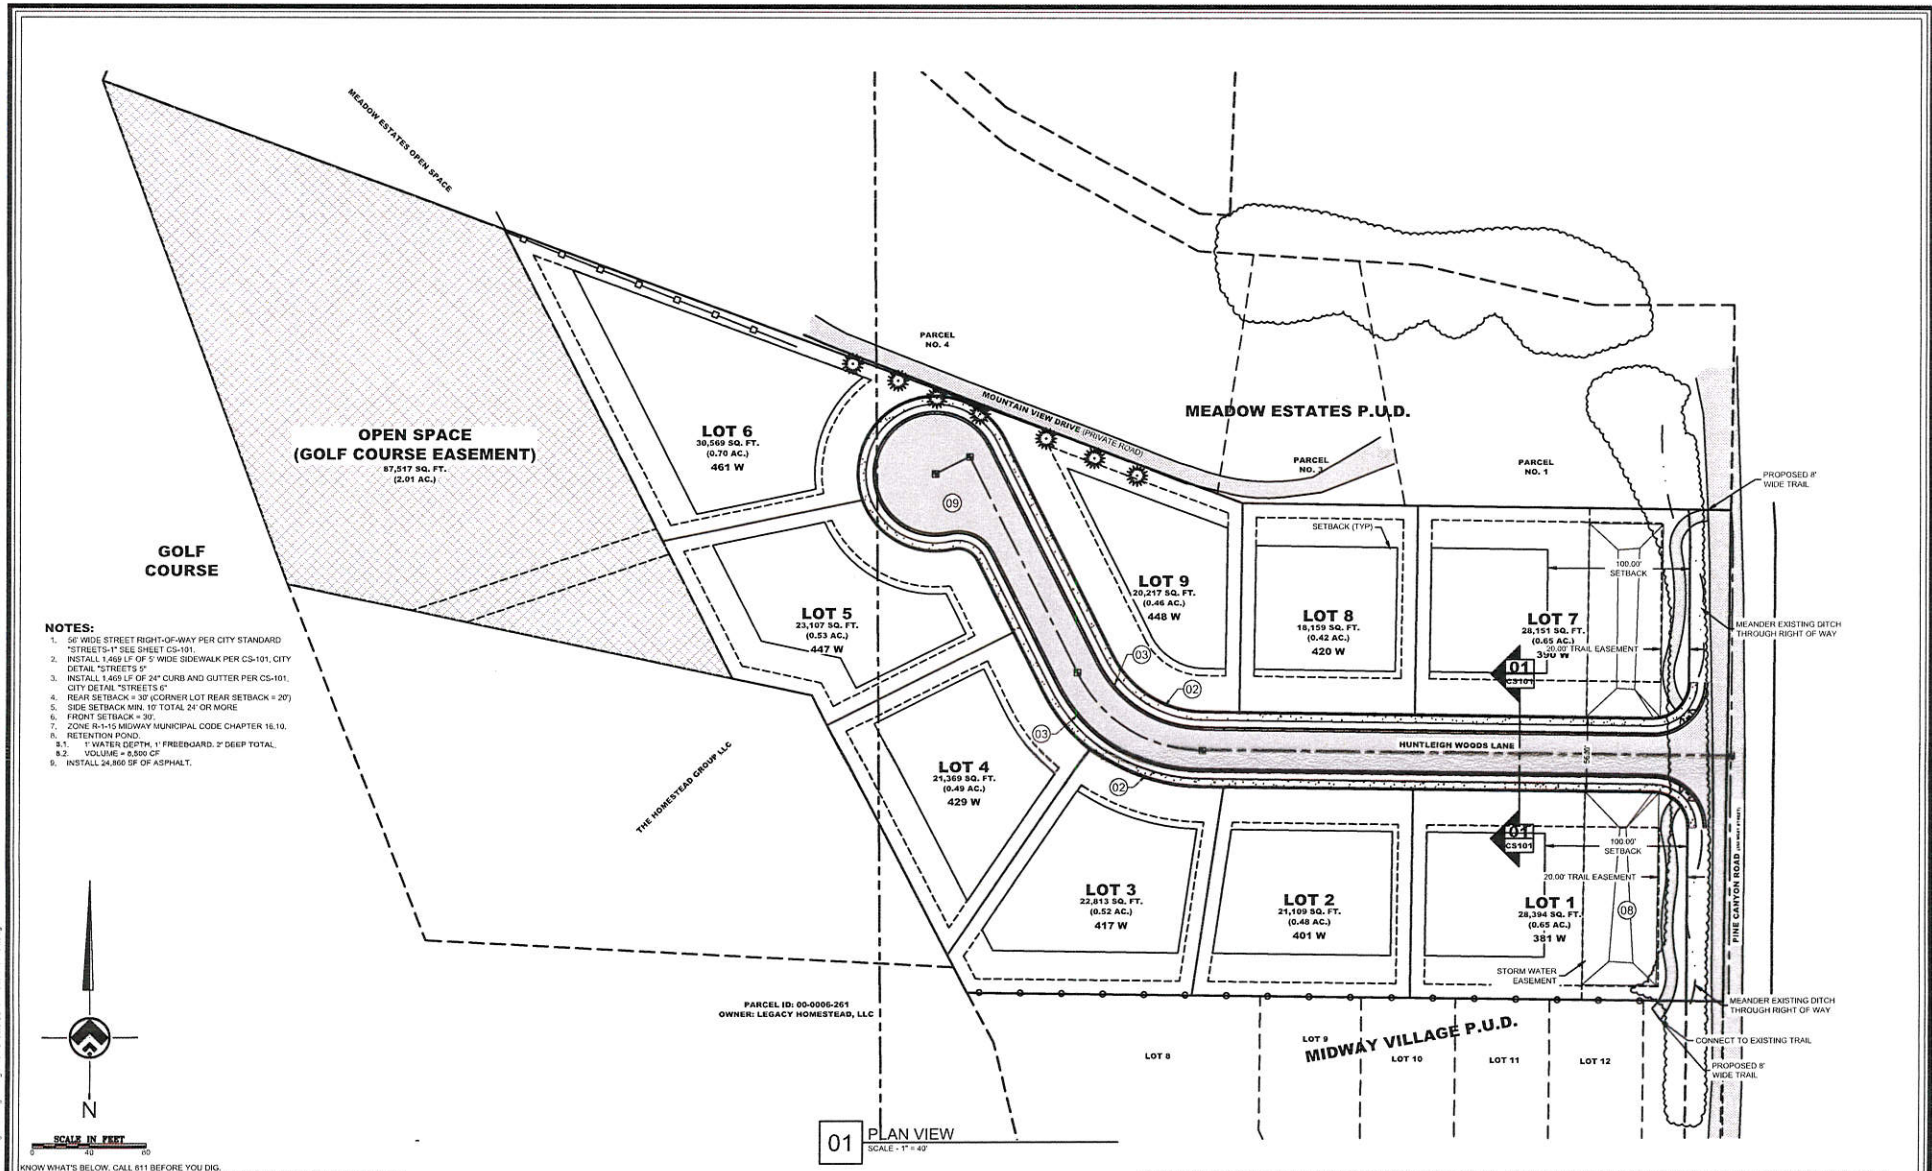 MEADOW ESTATES OPEN SPACE
PARCEL
NO. 4
MOUNTAIN VIEW DRIVE (PRIVATE ROAD)
MEADOW ESTATES P.U.D.
PARCEL
NO. 3
PARCEL
NO. 1
PROPOSED 8'
WIDE TRAIL
OPEN SPACE
(GOLF COURSE EASEMENT)
87,517 SQ. FT.
(2.01 AC.)
LOT 6
30,569 SQ. FT.
(0.70 AC.)
461 W
09
SETBACK (TYP)
100.00'
SETBACK
GOLF
COURSE
LOT 5
23,107 SQ. FT.
(0.53 AC.)
447 W
LOT 9
20,217 SQ. FT.
(0.46 AC.)
448 W
LOT 8
18,159 SQ. FT.
(0.42 AC.)
420 W
LOT 7
28,151 SQ. FT.
(0.65 AC.)
390 W
20.00' TRAIL EASEMENT
MEANDER EXISTING DITCH
THROUGH RIGHT OF WAY
01
CS101
03
02
NOTES:
1. 56' WIDE STREET RIGHT-OF-WAY PER CITY STANDARD
"STREETS-1" SEE SHEET CS-101.
2. INSTALL 1,469 LF OF 5' WIDE SIDEWALK PER CS-101, CITY
DETAIL "STREETS 5"
3. INSTALL 1,469 LF OF 24" CURB AND GUTTER PER CS-101,
CITY DETAIL "STREETS 6"
4. REAR SETBACK = 30' (CORNER LOT REAR SETBACK = 20')
5. SIDE SETBACK MIN. 10' TOTAL 24' OR MORE
6. FRONT SETBACK = 30'.
7. ZONE R-1-15 MIDWAY MUNICIPAL CODE CHAPTER 16.10.
8. RETENTION POND.
8.1. 1' WATER DEPTH, 1' FREEBOARD. 2' DEEP TOTAL,
8.2. VOLUME = 8,500 CF
9. INSTALL 24,860 SF OF ASPHALT.
03
02
HUNTLEIGH WOODS LANE
56.00'
THE HOMESTEAD GROUP LLC
LOT 4
21,369 SQ. FT.
(0.49 AC.)
429 W
LOT 3
22,813 SQ. FT.
(0.52 AC.)
417 W
LOT 2
21,109 SQ. FT.
(0.48 AC.)
401 W
01
CS101
100.00'
SETBACK
20.00' TRAIL EASEMENT
LOT 1
28,394 SQ. FT.
(0.65 AC.)
381 W
08
PINE CANYON ROAD
STORM WATER
EASEMENT
MEANDER EXISTING DITCH
THROUGH RIGHT OF WAY
CONNECT TO EXISTING TRAIL
PROPOSED 8'
WIDE TRAIL
PARCEL ID: 00-0006-261
OWNER: LEGACY HOMESTEAD, LLC
MIDWAY VILLAGE P.U.D.
LOT 8
LOT 9
LOT 10
LOT 11
LOT 12
N
SCALE IN FEET
0 40 80
01 PLAN VIEW
SCALE - 1" = 40'
KNOW WHAT'S BELOW. CALL 811 BEFORE YOU DIG.